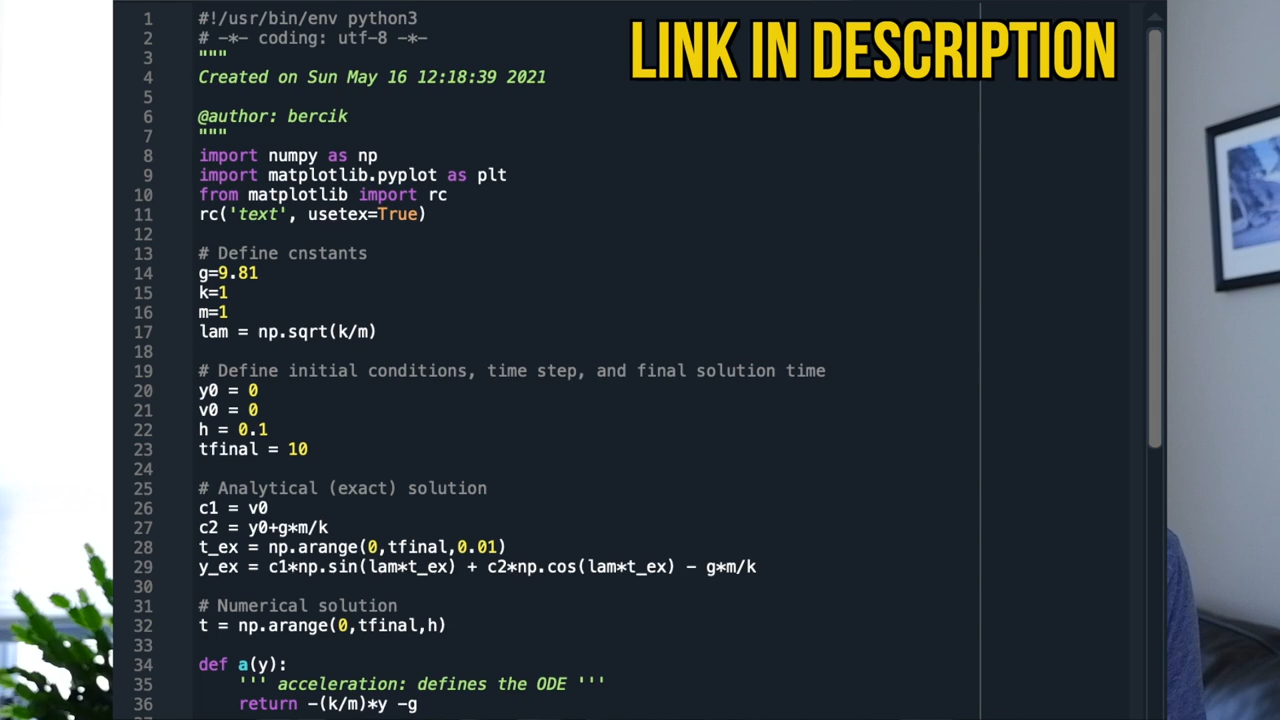 LINK IN DESCRIPTION
1 #!/usr/bin/env python3
2 # -*- coding: utf-8 -*-
3 """
4 Created on Sun May 16 12:18:39 2021
5
6 @author: bercik
7 """
8 import numpy as np
9 import matplotlib.pyplot as plt
10 from matplotlib import rc
11 rc('text', usetex=True)
12
13 # Define cnstants
14 g=9.81
15 k=1
16 m=1
17 lam = np.sqrt(k/m)
18
19 # Define initial conditions, time step, and final solution time
20 y0 = 0
21 v0 = 0
22 h = 0.1
23 tfinal = 10
24
25 # Analytical (exact) solution
26 c1 = v0
27 c2 = y0+g*m/k
28 t_ex = np.arange(0,tfinal,0.01)
29 y_ex = c1*np.sin(lam*t_ex) + c2*np.cos(lam*t_ex) - g*m/k
30
31 # Numerical solution
32 t = np.arange(0,tfinal,h)
33
34 def a(y):
35     ''' acceleration: defines the ODE '''
36     return -(k/m)*y -g